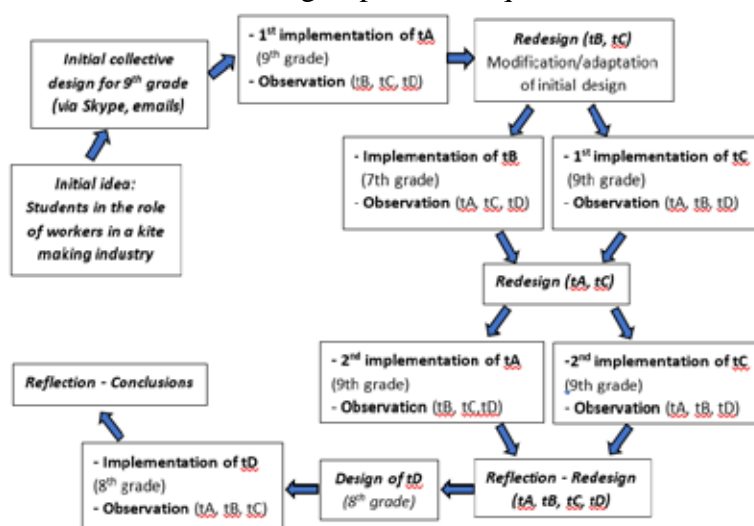 Initial collective
design for 9th grade
(via Skype, emails)
- 1st implementation of tA
(9th grade)
- Observation (tB, tC, tD)
Redesign (tB, tC)
Modification/adaptation
of initial design
Initial idea:
Students in the role
of workers in a kite
making industry
- Implementation of tB
(7th grade)
- Observation (tA, tC, tD)
- 1st implementation of tC
(9th grade)
- Observation (tA, tB, tD)
Redesign (tA, tC)
- 2nd implementation of tA
(9th grade)
- Observation (tB, tC,tD)
-2nd implementation of tC
(9th grade)
- Observation (tA, tB, tD)
Reflection - Redesign
(tA, tB, tC, tD)
Design of tD
(8th grade)
- Implementation of tD
(8th grade)
- Observation (tA, tB, tC)
Reflection - Conclusions